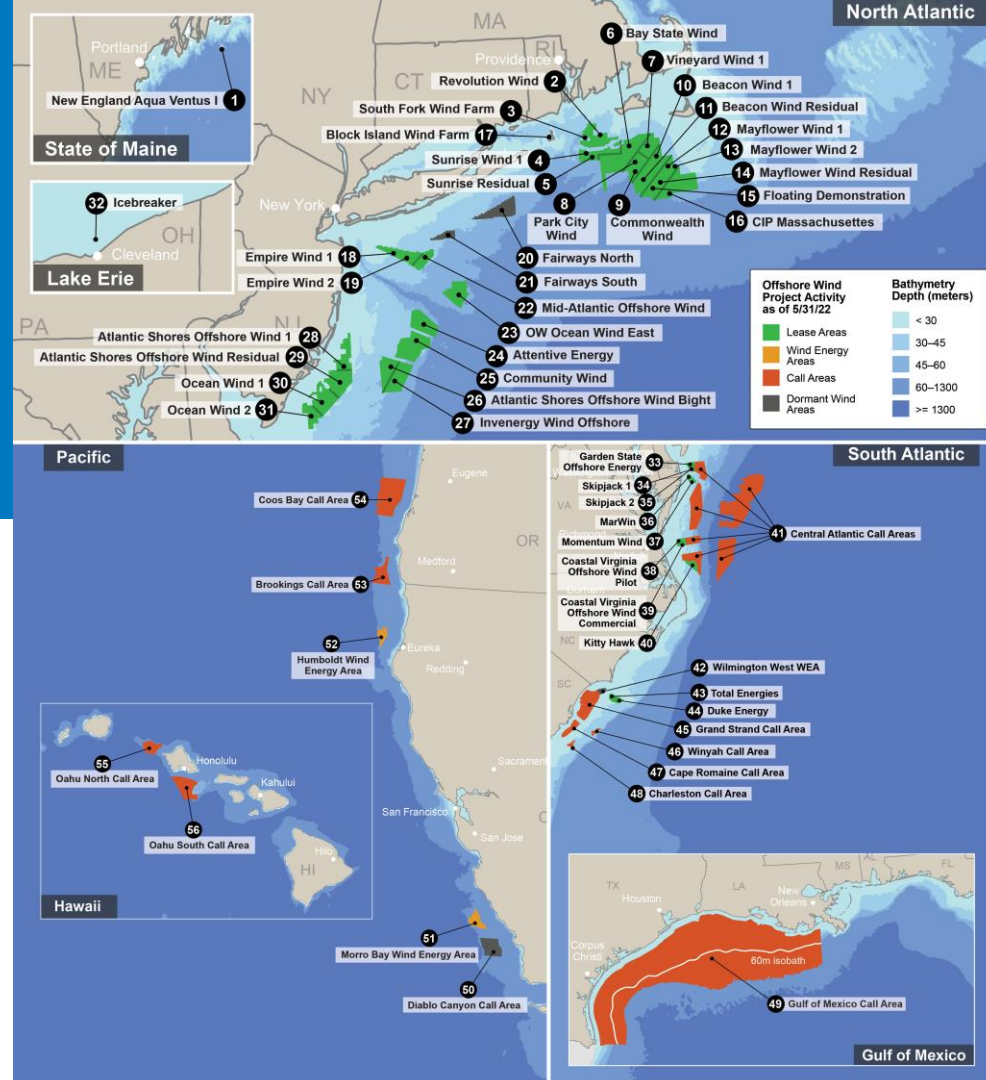 North Atlantic
MA
6 Bay State Wind
Portland
ME
RI
Providence
7 Vineyard Wind 1
CT
Revolution Wind 2
10 Beacon Wind 1
New England Aqua Ventus I 1
NY
South Fork Wind Farm 3
11 Beacon Wind Residual
State of Maine
Block Island Wind Farm 17
12 Mayflower Wind 1
Sunrise Wind 1 4
13 Mayflower Wind 2
Sunrise Residual 5
14 Mayflower Wind Residual
15 Floating Demonstration
32 Icebreaker
OH
Cleveland
Lake Erie
New York
8
Park City
Wind
9
Commonwealth
Wind
16 CIP Massachusettes
Empire Wind 1 18
20 Fairways North
Empire Wind 2 19
21 Fairways South
22 Mid-Atlantic Offshore Wind
PA
NJ
23 OW Ocean Wind East
Atlantic Shores Offshore Wind 1 28
24 Attentive Energy
Atlantic Shores Offshore Wind Residual 29
25 Community Wind
Ocean Wind 1 30
26 Atlantic Shores Offshore Wind Bight
Ocean Wind 2 31
27 Invenergy Wind Offshore
Offshore Wind
Project Activity
as of 5/31/22
Lease Areas
Wind Energy
Areas
Call Areas
Dormant Wind
Areas
Bathymetry
Depth (meters)
< 30
30–45
45–60
60–1300
>= 1300
Pacific
Eugene
Coos Bay Call Area 54
OR
Medford
Brookings Call Area 53
52
Humboldt Wind
Energy Area
Eureka
Redding
Sacrament
San Francisco
C
San Jose
51
Morro Bay Wind Energy Area
50
Diablo Canyon Call Area
55
Oahu North Call Area
Honolulu
Kahului
56
Oahu South Call Area
Hilo
HI
Hawaii
South Atlantic
Garden State
Offshore Energy 33
Skipjack 1 34
VA
Skipjack 2 35
MarWin 36
Momentum Wind 37
41 Central Atlantic Call Areas
Coastal Virginia
Offshore Wind
Pilot
38
Coastal Virginia
Offshore Wind
Commercial
39
NC
Kitty Hawk 40
SC
42 Wilmington West WEA
43 Total Energies
44 Duke Energy
45 Grand Strand Call Area
46 Winyah Call Area
47 Cape Romaine Call Area
48 Charleston Call Area
TX
LA
MS
AL
FL
Houston
New
Orleans
Corpus
Christi
60m isobath
49 Gulf of Mexico Call Area
Gulf of Mexico